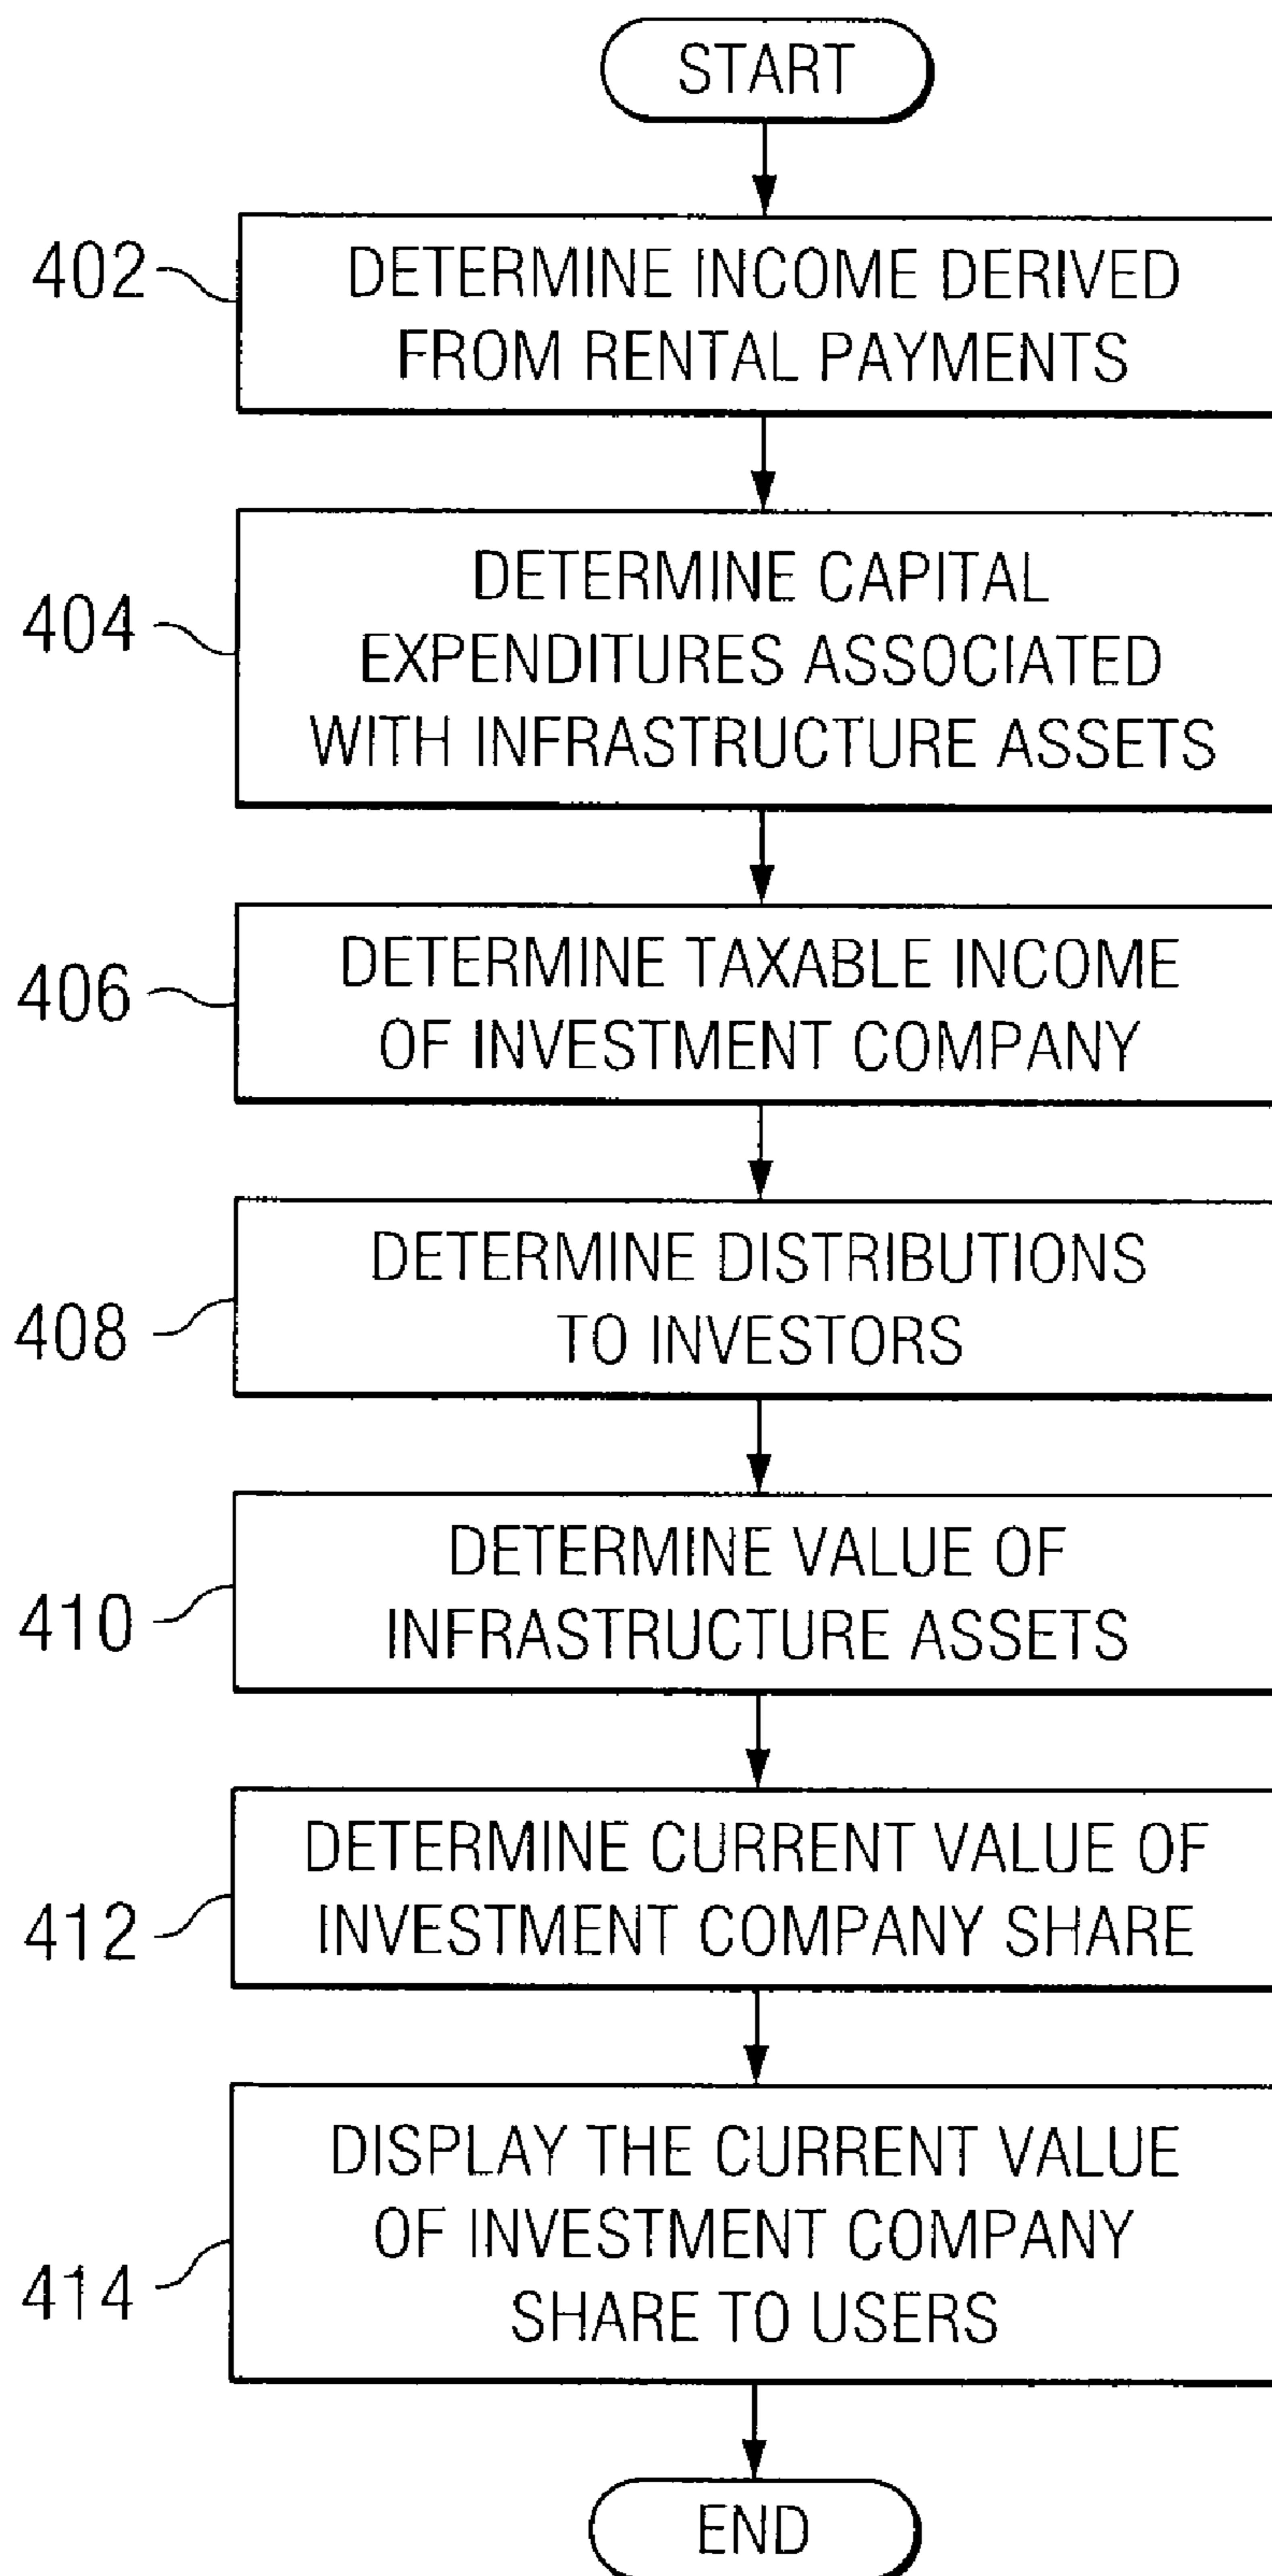 START
402
DETERMINE INCOME DERIVED
FROM RENTAL PAYMENTS
404
DETERMINE CAPITAL
EXPENDITURES ASSOCIATED
WITH INFRASTRUCTURE ASSETS
406
DETERMINE TAXABLE INCOME
OF INVESTMENT COMPANY
408
DETERMINE DISTRIBUTIONS
TO INVESTORS
410
DETERMINE VALUE OF
INFRASTRUCTURE ASSETS
412
DETERMINE CURRENT VALUE OF
INVESTMENT COMPANY SHARE
414
DISPLAY THE CURRENT VALUE
OF INVESTMENT COMPANY
SHARE TO USERS
END